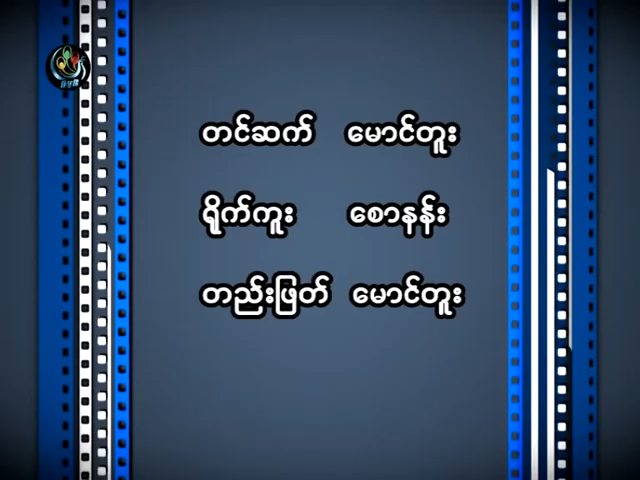 တင်ဆက် မောင်တူး
ရိုက်ကူး စောနန်း
တည်းဖြတ် မောင်တူး